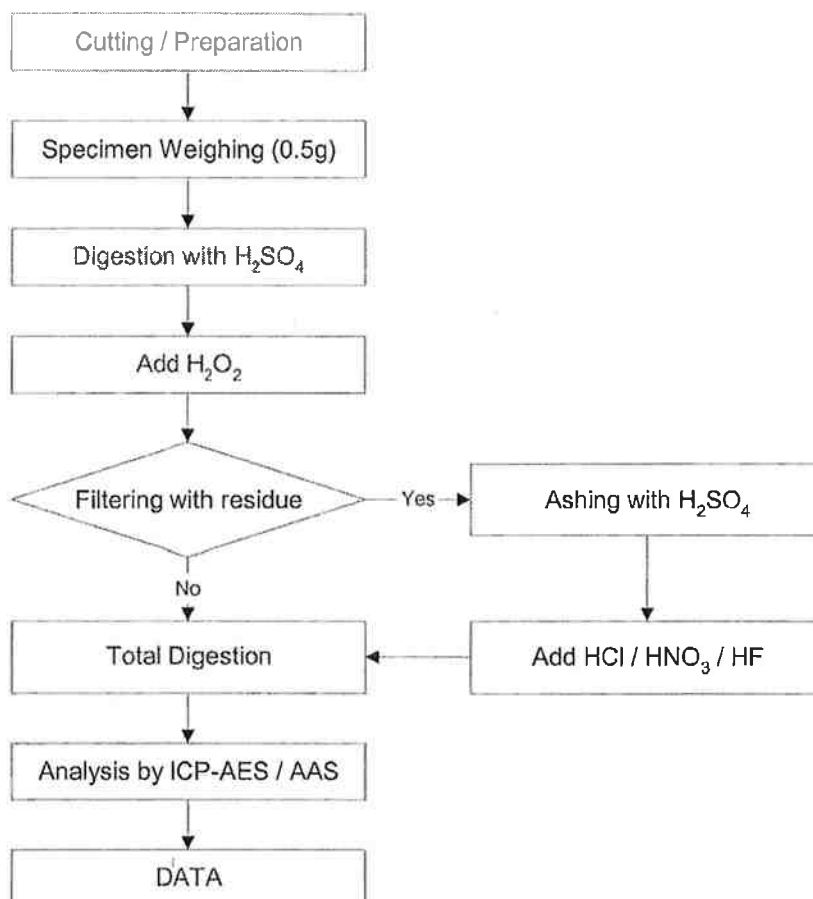 Cutting / Preparation
Specimen Weighing (0.5g)
Digestion with H₂SO₄
Add H₂O₂
Filtering with residue
Yes
Ashing with H₂SO₄
No
Total Digestion
Add HCl / HNO₃ / HF
Analysis by ICP-AES / AAS
DATA